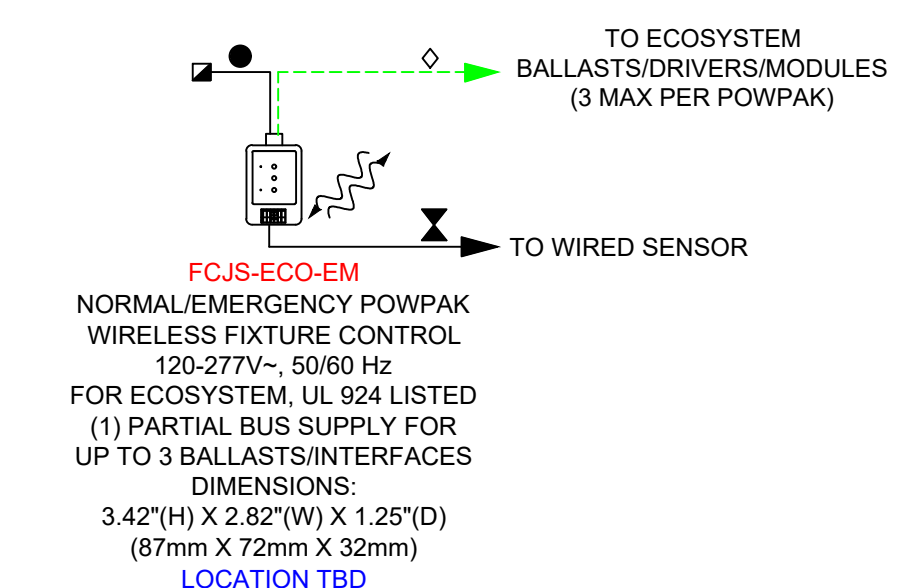 TO ECOSYSTEM
BALLASTS/DRIVERS/MODULES
(3 MAX PER POWPAK)
TO WIRED SENSOR
FCJS-ECO-EM
NORMAL/EMERGENCY POWPAK
WIRELESS FIXTURE CONTROL
120-277V~, 50/60 Hz
FOR ECOSYSTEM, UL 924 LISTED
(1) PARTIAL BUS SUPPLY FOR
UP TO 3 BALLASTS/INTERFACES
DIMENSIONS:
3.42"(H) X 2.82"(W) X 1.25"(D)
(87mm X 72mm X 32mm)
LOCATION TBD